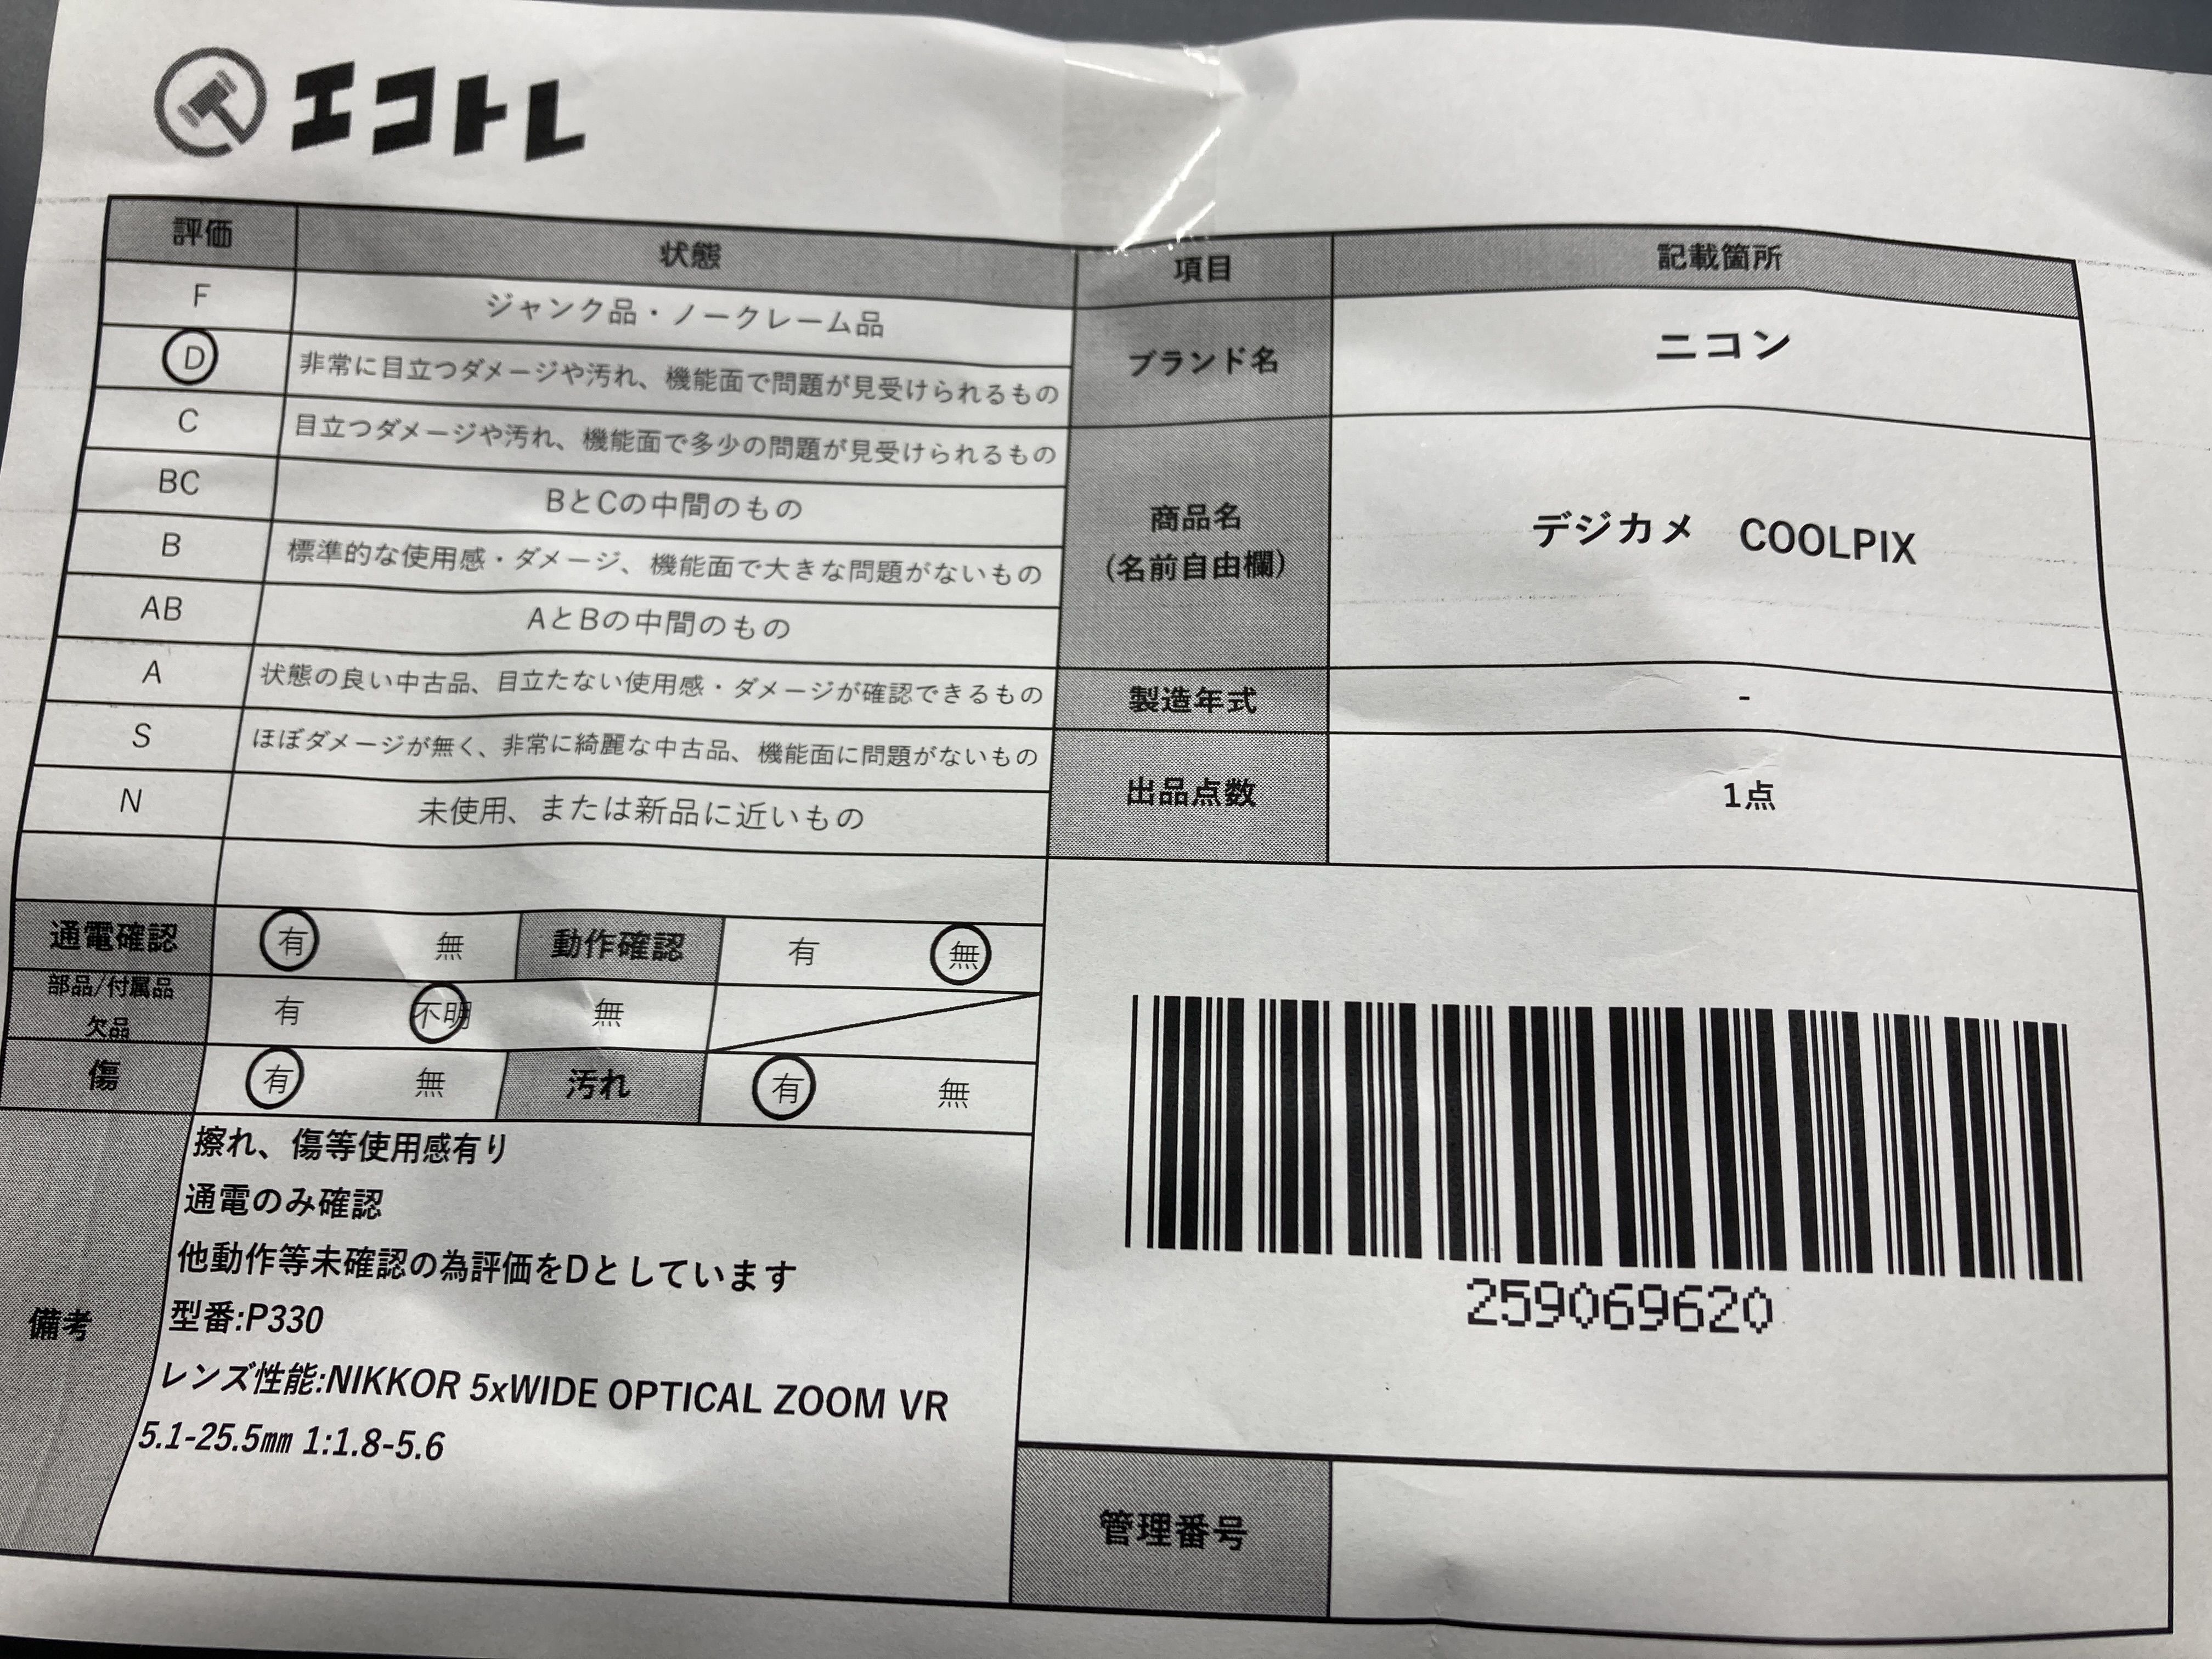 エコトレ
評価 状態
F ジャンク品・ノークレーム品
D 非常に目立つダメージや汚れ、機能面で問題が見受けられるもの
C 目立つダメージや汚れ、機能面で多少の問題が見受けられるもの
BC BとCの中間のもの
B 標準的な使用感・ダメージ、機能面で大きな問題がないもの
AB AとBの中間のもの
A 状態の良い中古品、目立たない使用感・ダメージが確認できるもの
S ほぼダメージが無く、非常に綺麗な中古品、機能面に問題がないもの
N 未使用、または新品に近いもの
通電確認 有 無 動作確認 有 無
部品/付属品
欠品 有 不明 無
傷 有 無 汚れ 有 無
備考
擦れ、傷等使用感有り
通電のみ確認
他動作等未確認の為評価をDとしています
型番:P330
レンズ性能:NIKKOR 5xWIDE OPTICAL ZOOM VR
5.1-25.5㎜ 1:1.8-5.6
項目 記載箇所
ブランド名 ニコン
商品名
(名前自由欄)
デジカメ COOLPIX
製造年式 -
出品点数 1点
259069620
管理番号